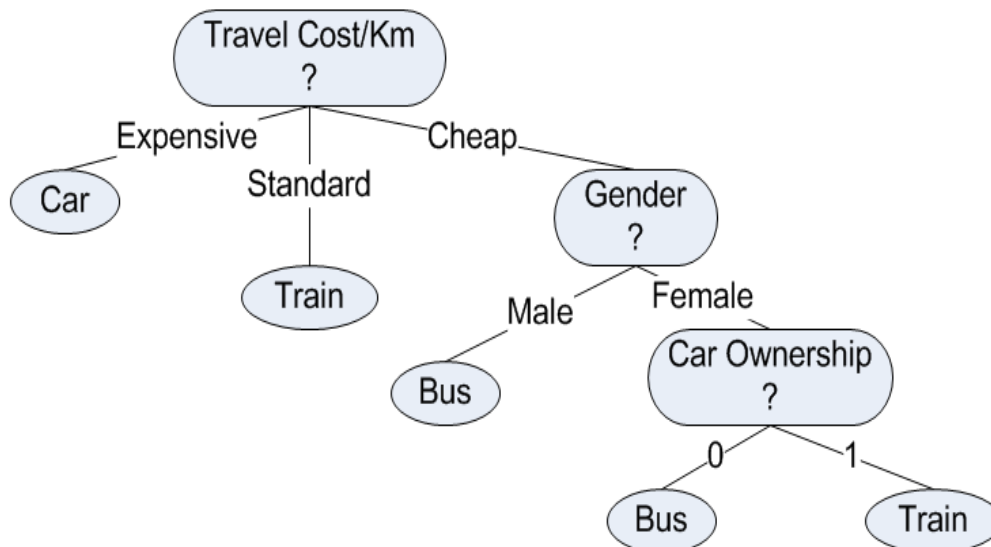 Travel Cost/Km
?
Expensive
Cheap
Standard
Car
Gender
?
Train
Male
Female
Bus
Car Ownership
?
0
1
Bus
Train